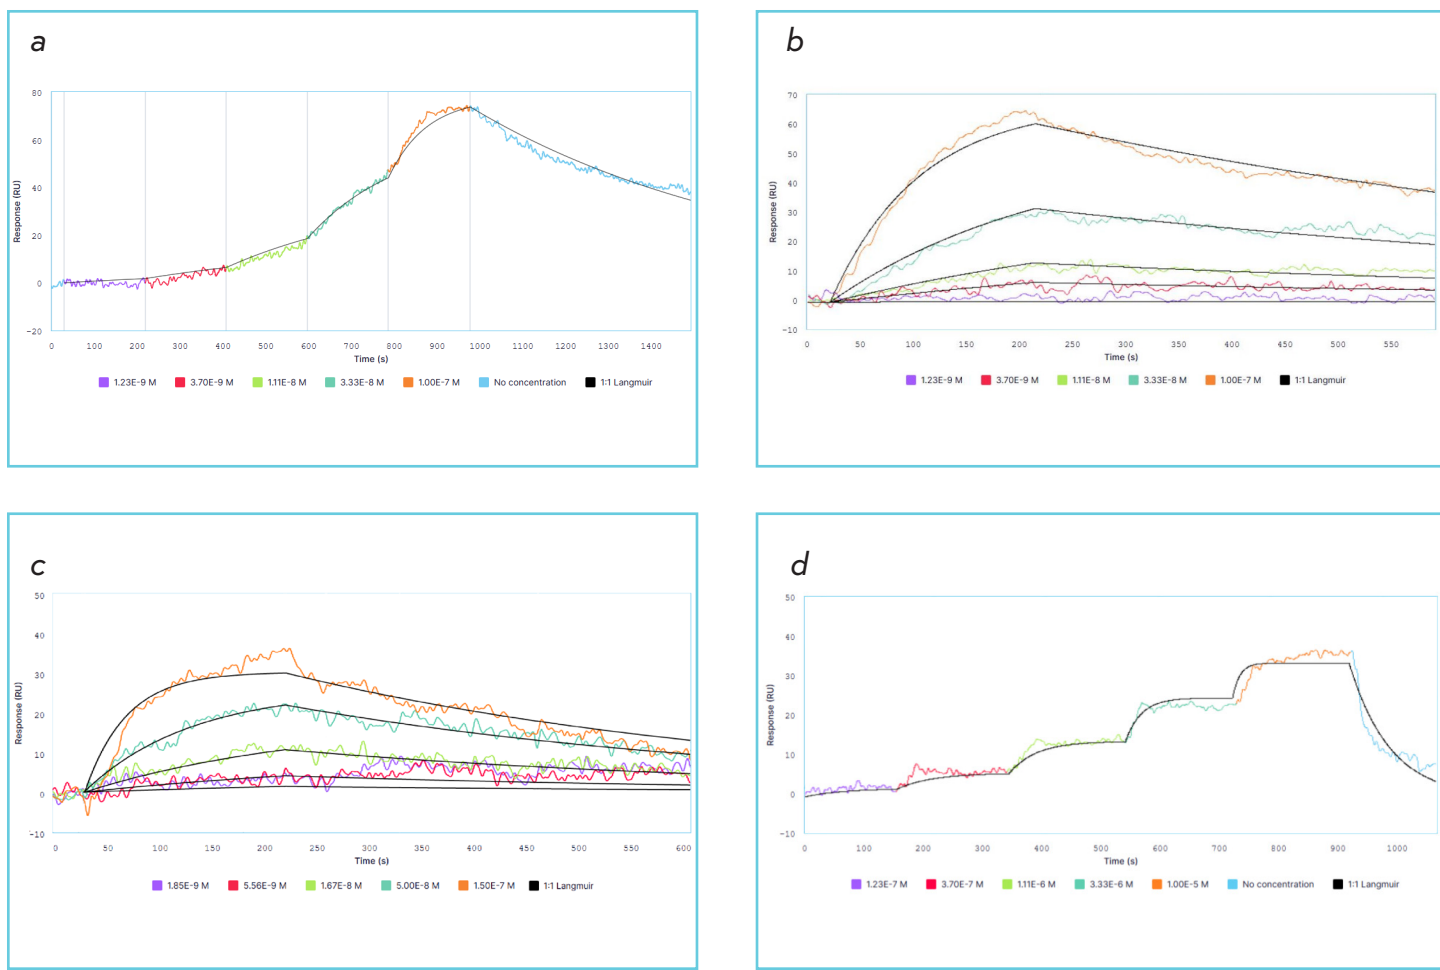 a
80
60
40
20
0
−20
Response (RU)
0 100 200 300 400 500 600 700 800 900 1000 1100 1200 1300 1400
Time (s)
1.23E-9 M 3.70E-9 M 1.11E-8 M 3.33E-8 M 1.00E-7 M No concentration 1:1 Langmuir
b
70
60
50
40
30
20
10
0
−10
Response (RU)
0 50 100 150 200 250 300 350 400 450 500 550
Time (s)
1.23E-9 M 3.70E-9 M 1.11E-8 M 3.33E-8 M 1.00E-7 M 1:1 Langmuir
c
50
40
30
20
10
0
−10
Response (RU)
0 50 100 150 200 250 300 350 400 450 500 550 600
Time (s)
1.85E-9 M 5.56E-9 M 1.67E-8 M 5.00E-8 M 1.50E-7 M 1:1 Langmuir
d
50
40
30
20
10
0
−10
Response (RU)
0 100 200 300 400 500 600 700 800 900 1000
Time (s)
1.23E-7 M 3.70E-7 M 1.11E-6 M 3.33E-6 M 1.00E-5 M No concentration 1:1 Langmuir